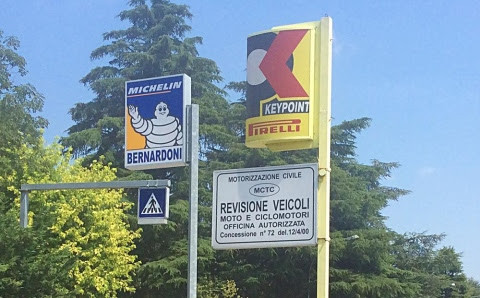 MICHELIN
BERNARDONI
KEYPOINT
PIRELLI
MOTORIZZAZIONE CIVILE
MCTC
REVISIONE VEICOLI
MOTO E CICLOMOTORI
OFFICINA AUTORIZZATA
Concessione n° 72 del.12/4/00